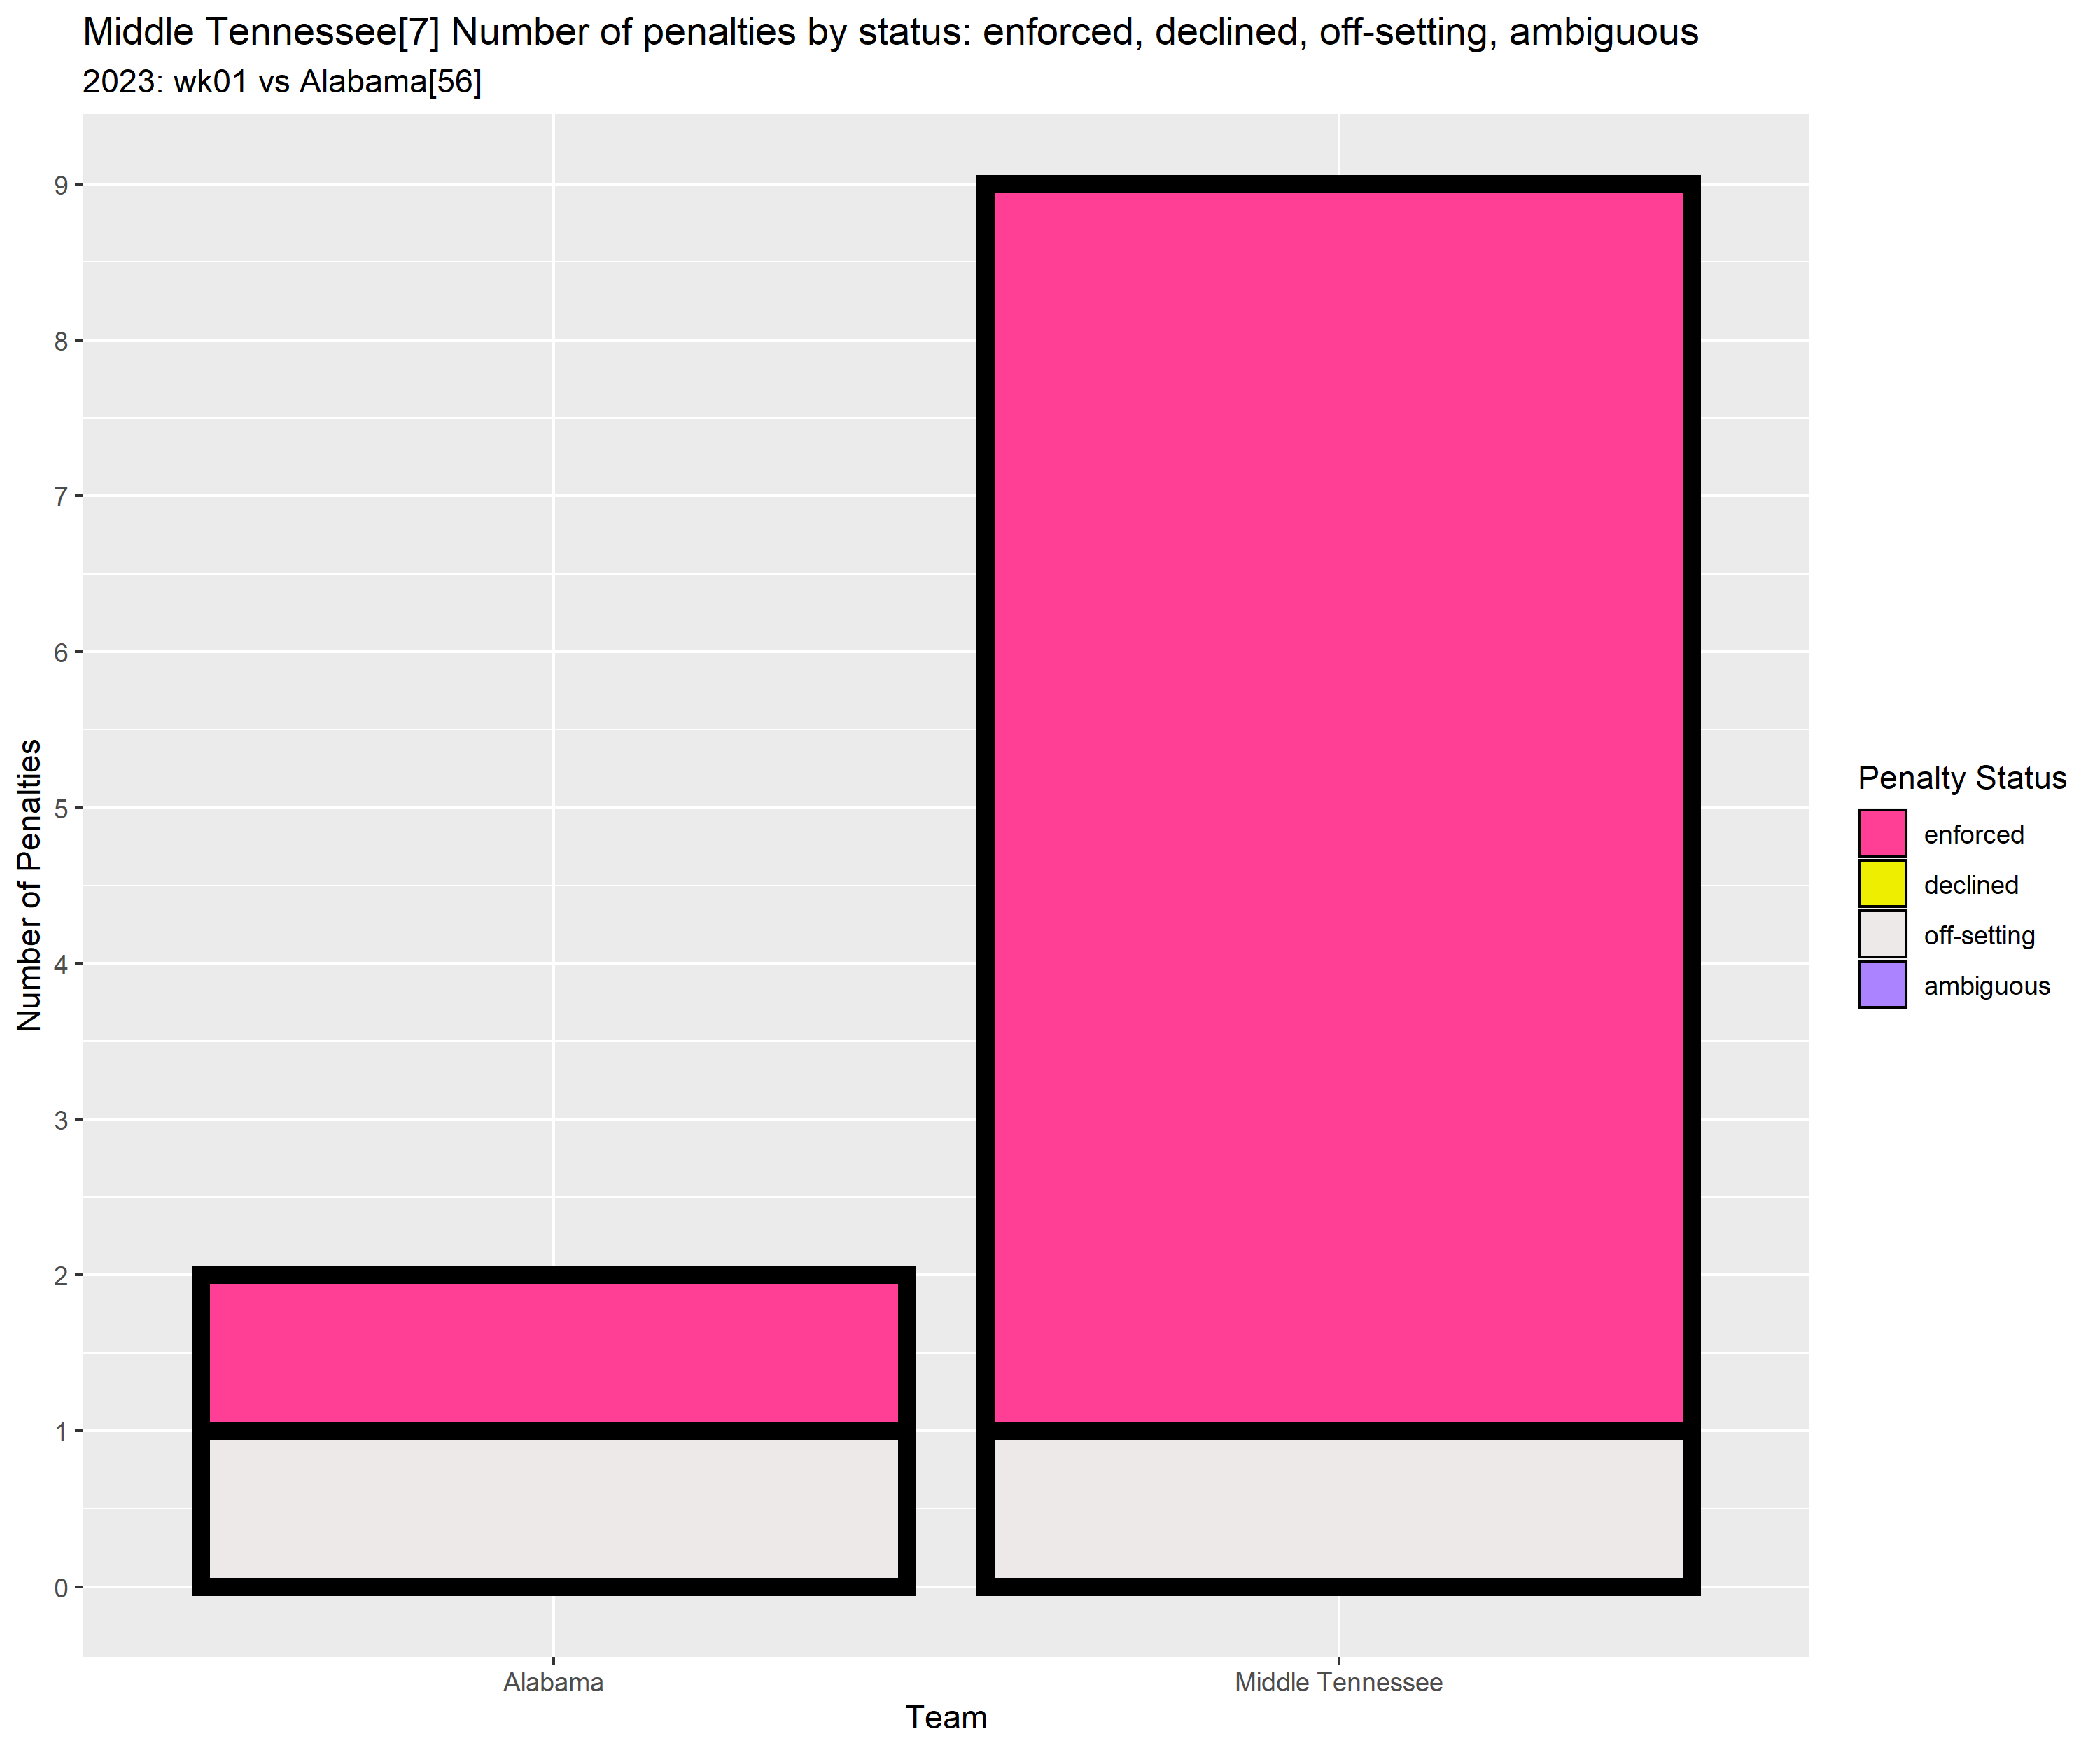 Middle Tennessee[7] Number of penalties by status: enforced, declined, off-setting, ambiguous
2023: wk01 vs Alabama[56]
Number of Penalties
9
8
7
6
5
4
3
2
1
0
Alabama
Middle Tennessee
Team
Penalty Status
enforced
declined
off-setting
ambiguous